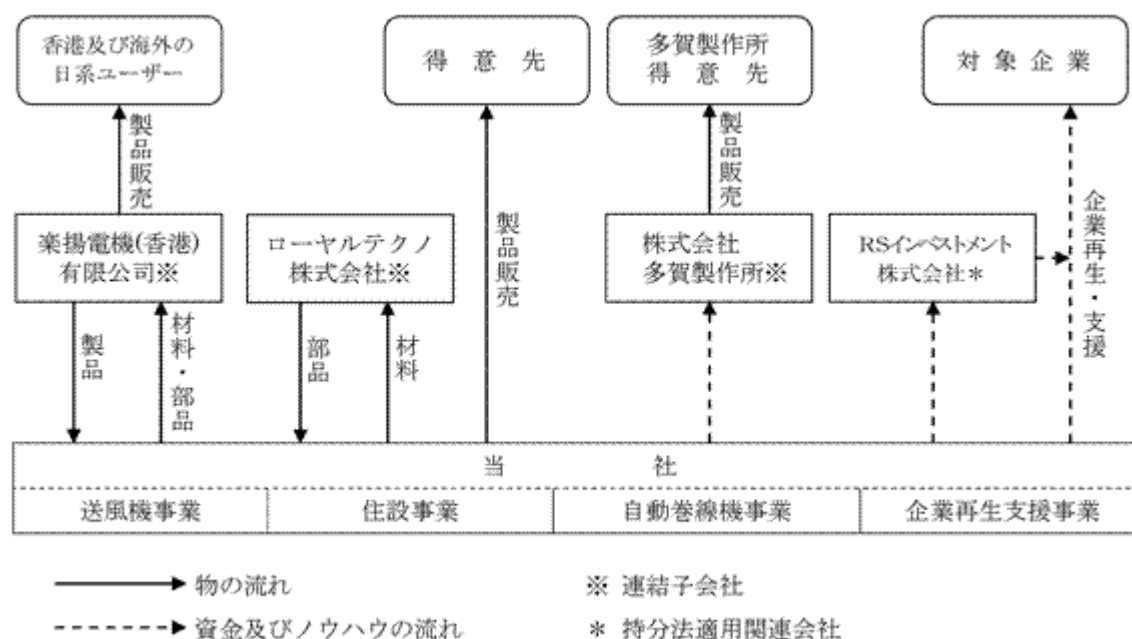 香港及び海外の
日系ユーザー
得意先
多賀製作所
得意先
対象企業
製品販売
製品販売
製品販売
企業再生・支援
楽揚電機(香港)
有限公司※
ローヤルテクノ
株式会社※
株式会社
多賀製作所※
RSインベストメント
株式会社*
製品
材料・部品
部品
材料
当社
送風機事業
住設事業
自動巻線機事業
企業再生支援事業
物の流れ
※ 連結子会社
資金及びノウハウの流れ
* 持分法適用関連会社